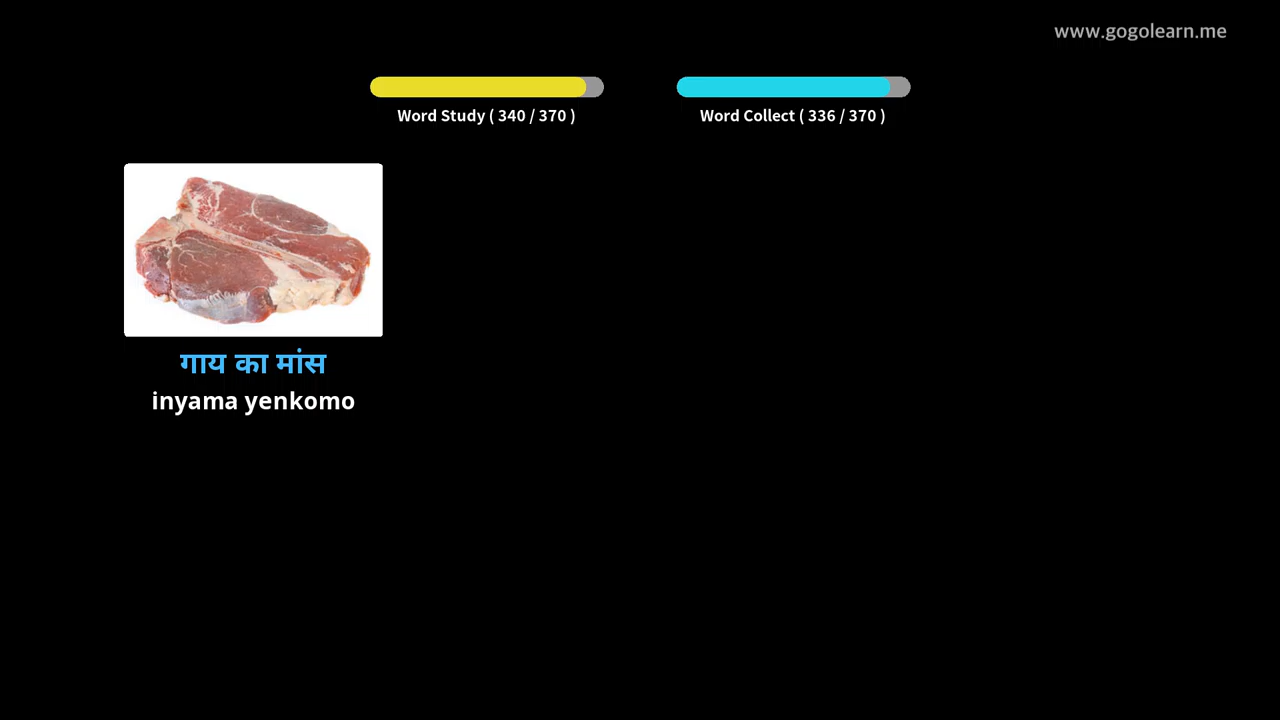 www.gogolearn.me
Word Study ( 340 / 370 )
Word Collect ( 336 / 370 )
गाय का मांस
inyama yenkomo